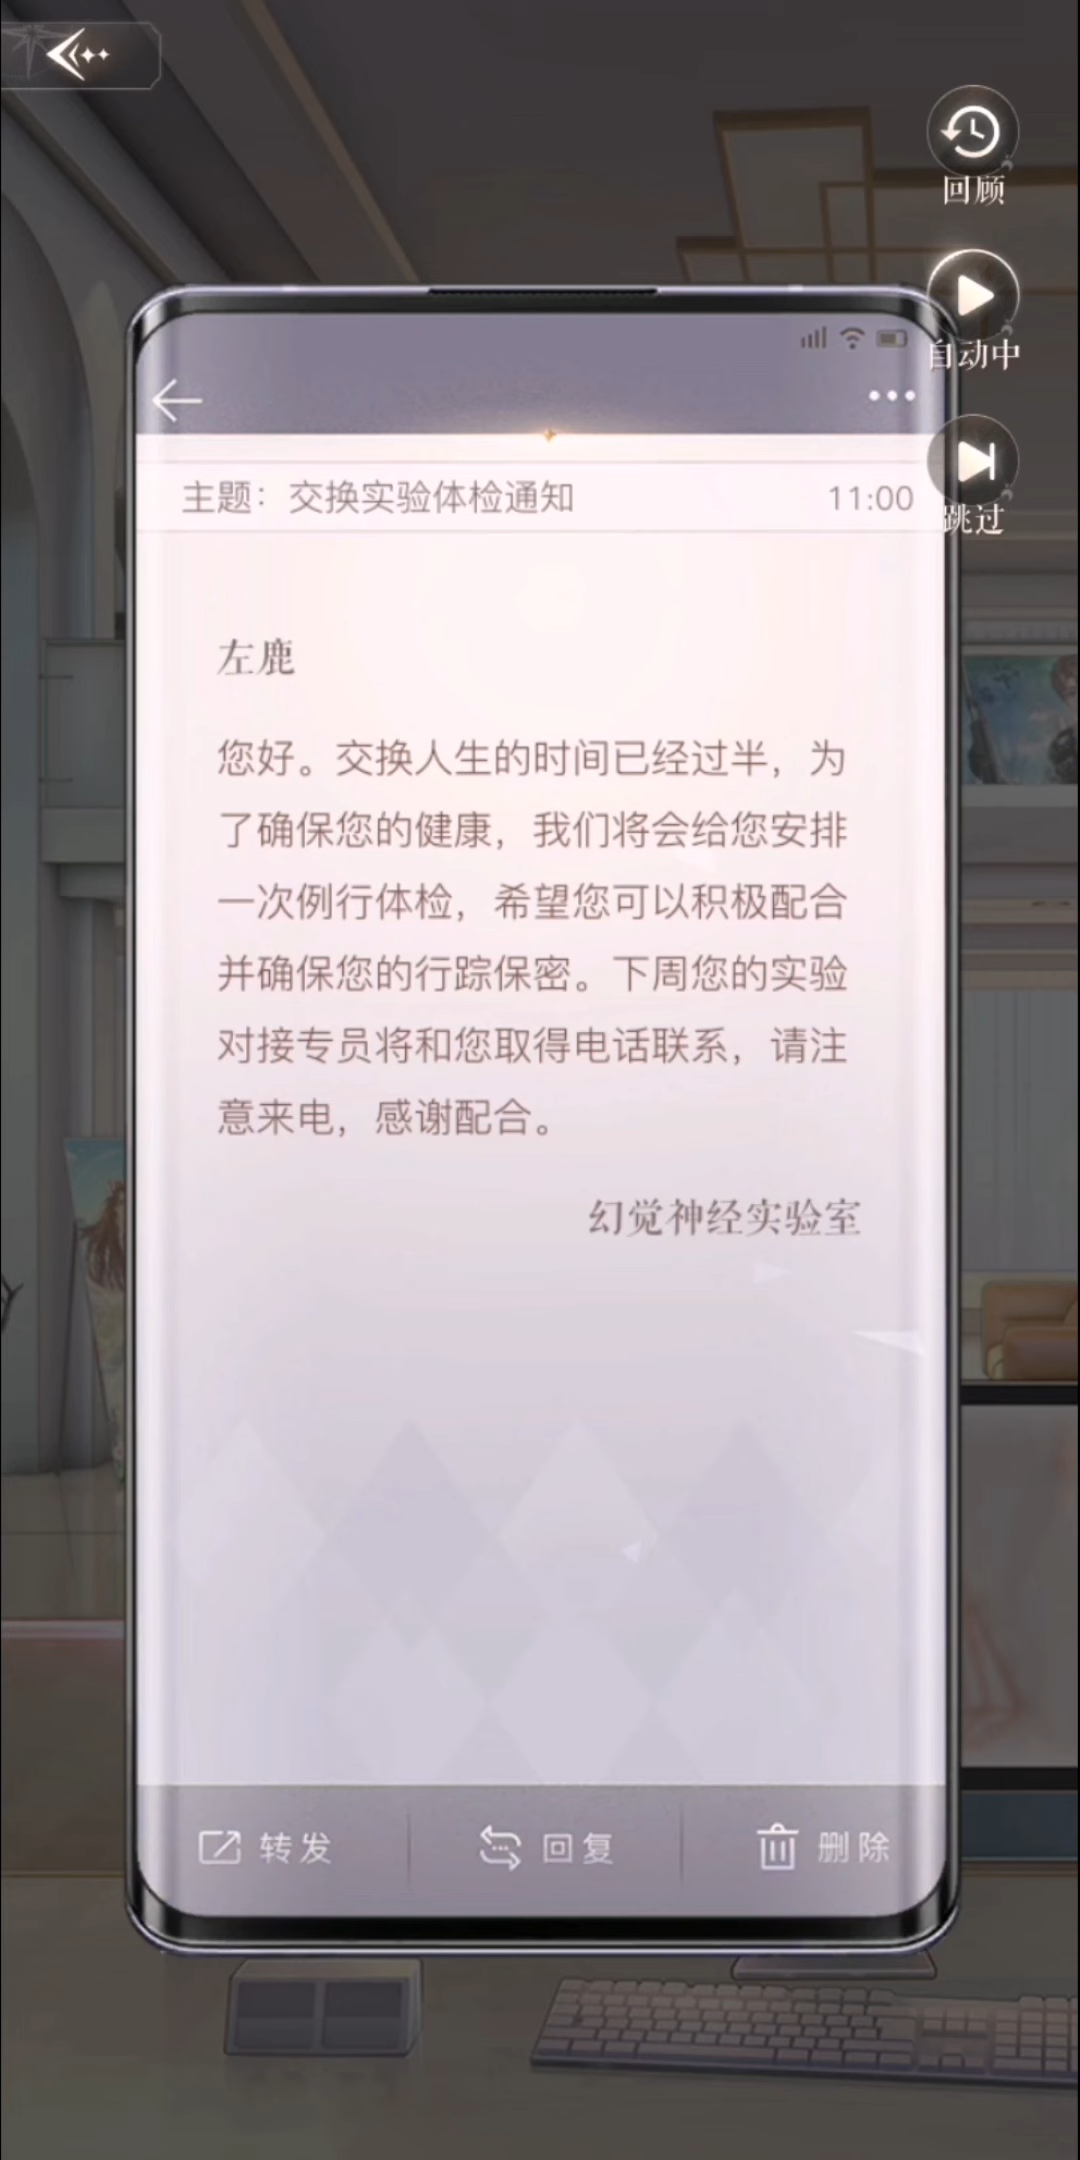 回顾
自动中
跳过
主题：交换实验体检通知 11:00
左鹿
您好。交换人生的时间已经过半，为
了确保您的健康，我们将会给您安排
一次例行体检，希望您可以积极配合
并确保您的行踪保密。下周您的实验
对接专员将和您取得电话联系，请注
意来电，感谢配合。
幻觉神经实验室
转发 回复 删除